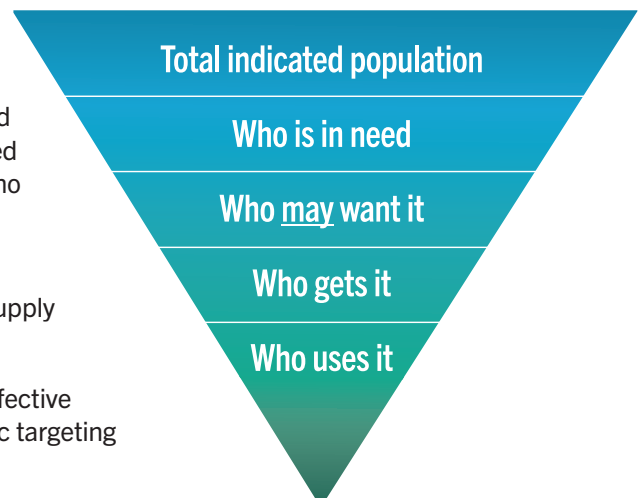 Total indicated population
Who is in need
Who may want it
Who gets it
Who uses it
d
ed
no
upply
fective
c targeting